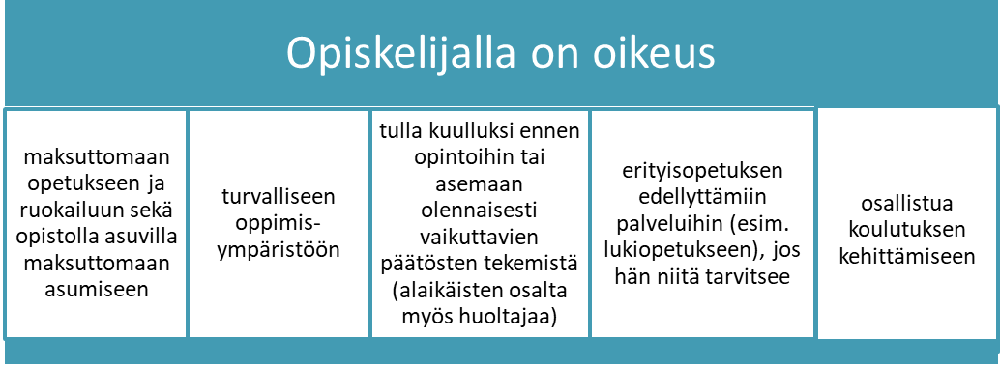 Opiskelijalla on oikeus
maksuttomaan
opetukseen ja
ruokailuun sekä
opistolla asuvilla
maksuttomaan
asumiseen
turvalliseen
oppimis-
ympäristöön
tulla kuulluksi ennen
opintoihin tai
asemaan
olennaisesti
vaikuttavien
päätösten tekemistä
(alaikäisten osalta
myös huoltajaa)
erityisopetuksen
edellyttämiin
palveluihin (esim.
lukiopetukseen), jos
hän niitä tarvitsee
osallistua
koulutuksen
kehittämiseen